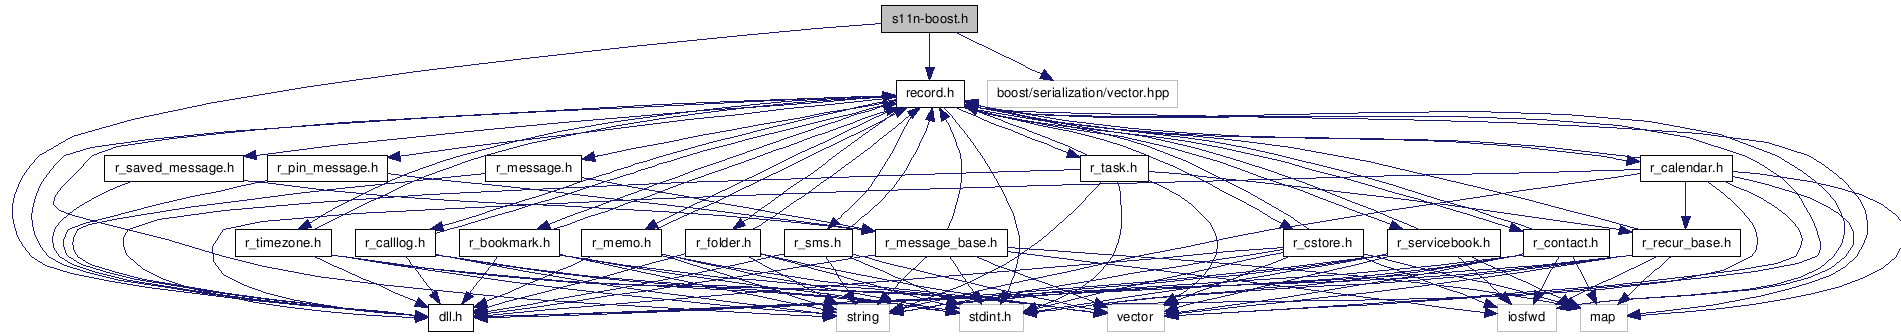 s11n-boost.h
record.h
boost/serialization/vector.hpp
r_saved_message.h
r_pin_message.h
r_message.h
r_task.h
r_calendar.h
r_timezone.h
r_calllog.h
r_bookmark.h
r_memo.h
r_folder.h
r_sms.h
r_message_base.h
r_cstore.h
r_servicebook.h
r_contact.h
r_recur_base.h
dll.h
string
stdint.h
vector
iosfwd
map